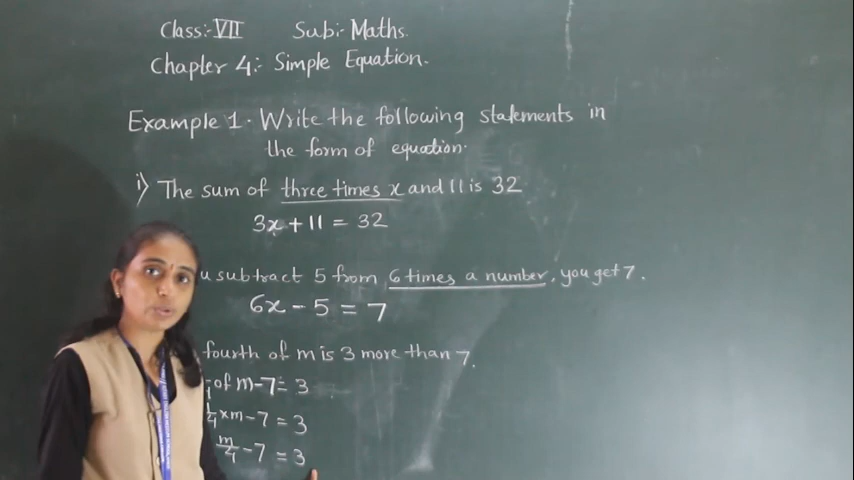 Class:- VII Sub:- Maths.
Chapter 4:- Simple Equation.
Example 1. Write the following statements in
the form of equation.
i) The sum of three times x and 11 is 32
3x + 11 = 32
u subtract 5 from 6 times a number, you get 7.
6x - 5 = 7
fourth of m is 3 more than 7.
of m - 7 = 3
1/4 × m - 7 = 3
m/4 - 7 = 3